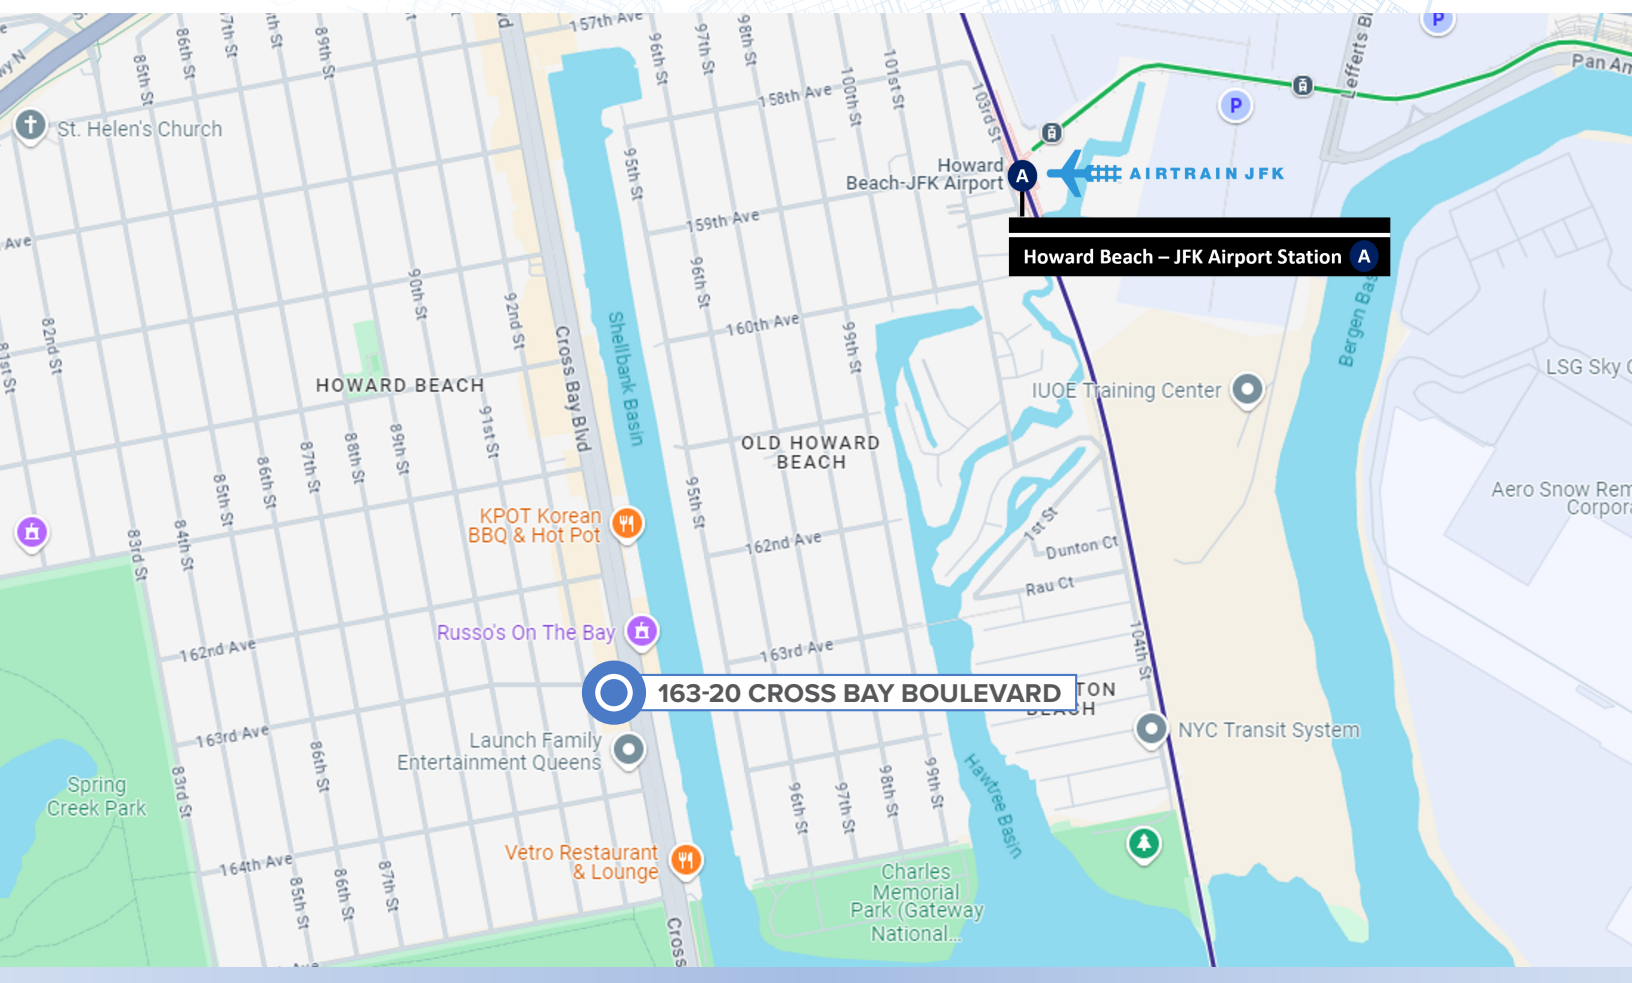 157th Ave
85th St
86th St
89th St
96th St
97th St
98th St
100th St
101st St
103rd St
Lefferts Bl
P
Pan Am
P
158th Ave
St. Helen's Church
95th St
Howard
Beach-JFK Airport
A
AIRTRAIN JFK
159th Ave
Howard Beach – JFK Airport Station A
Ave
90th St
92nd St
96th St
82nd St
81st St
Cross Bay Blvd
Shellbank Basin
160th Ave
99th St
Bergen Bas
LSG Sky C
HOWARD BEACH
IUOE Training Center
91st St
OLD HOWARD
BEACH
85th St
86th St
87th St
88th St
89th St
95th St
Aero Snow Rem
Corpora
KPOT Korean
BBQ & Hot Pot
83rd St
84th St
162nd Ave
1st St
Dunton Ct
Rau Ct
Russo's On The Bay
162nd Ave
163rd Ave
104th St
163-20 CROSS BAY BOULEVARD
TON
BEACH
NYC Transit System
163rd Ave
Launch Family
Entertainment Queens
86th St
83rd St
Spring
Creek Park
96th St
97th St
98th St
99th St
Hawtree Basin
164th Ave
85th St
86th St
87th St
Vetro Restaurant
& Lounge
Charles
Memorial
Park (Gateway
National...
Cross